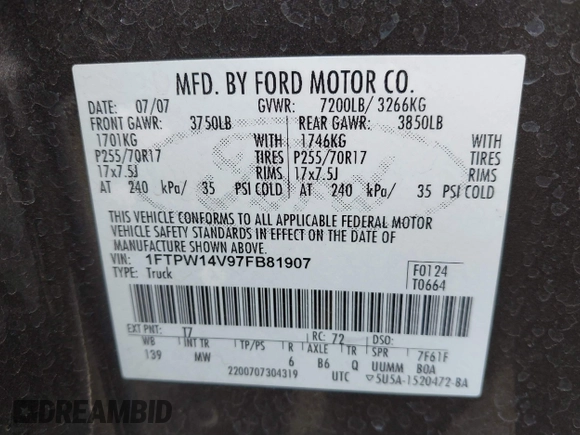 MFD. BY FORD MOTOR CO.
DATE: 07/07 GVWR: 7200LB/ 3266KG
FRONT GAWR: 3750LB REAR GAWR: 3850LB
1701KG WITH 1746KG WITH
P255/70R17 TIRES P255/70R17 TIRES
17x7.5J RIMS 17x7.5J RIMS
AT 240 kPa/ 35 PSI COLD AT 240 kPa/ 35 PSI COLD
THIS VEHICLE CONFORMS TO ALL APPLICABLE FEDERAL MOTOR
VEHICLE SAFETY STANDARDS IN EFFECT ON THE DATE OF
MANUFACTURE SHOWN ABOVE.
VIN: 1FTPW14V97FB81907
TYPE: Truck
F0124
T0664
EXT PNT: T7 RC: 72 DSO:
WB INT TR TP/PS R AXLE TR SPR 7F61F
139 MW 6 B6 Q UUMM BOA
2200707304319 UTC ▽5U5A-1520472-BA
DREAMBID